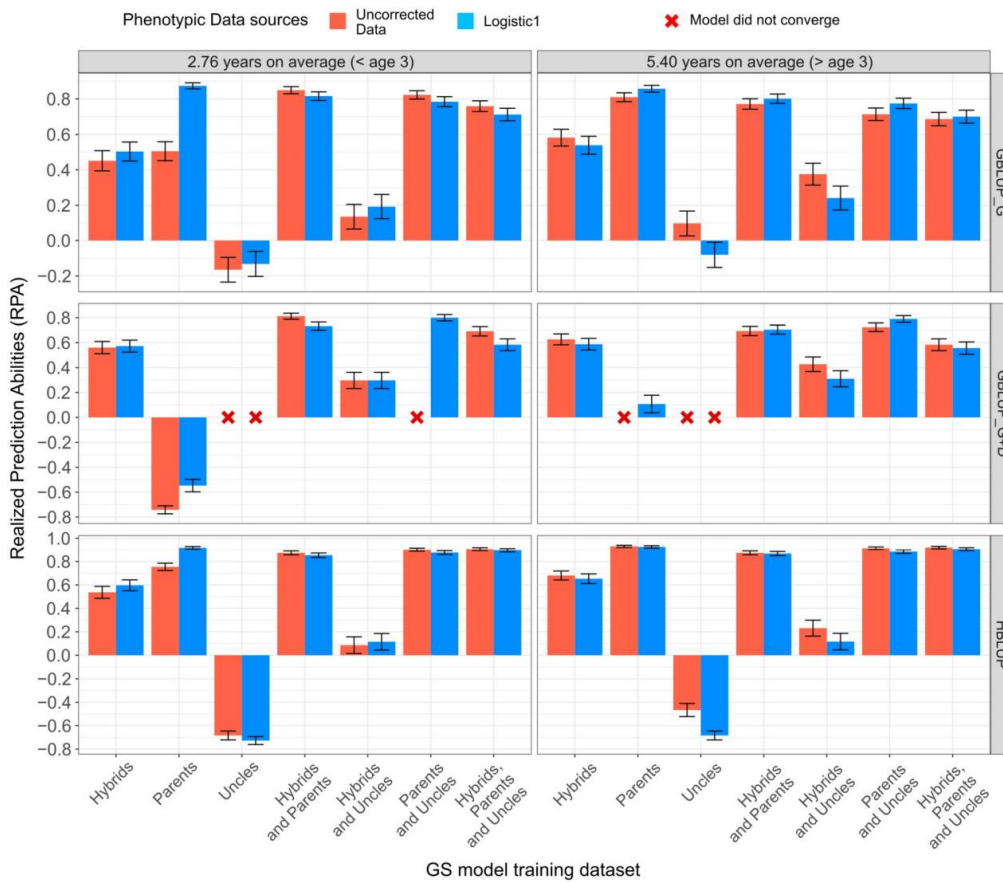 Phenotypic Data sources
Uncorrected
Data
Logistic1
Model did not converge
2.76 years on average (< age 3)
5.40 years on average (> age 3)
Realized Prediction Abilities (RPA)
0.8
0.6
0.4
0.2
0.0
−0.2
GBLUP_G
0.8
0.6
0.4
0.2
0.0
−0.2
−0.4
−0.6
−0.8
1.0
0.8
0.6
0.4
0.2
0.0
−0.2
−0.4
−0.6
−0.8
Hybrids
Parents
Uncles
Hybrids
and Parents
Hybrids
and Uncles
Parents
and Uncles
Hybrids,
Parents
and Uncles
Hybrids
Parents
Uncles
Hybrids
and Parents
Hybrids
and Uncles
Parents
and Uncles
Hybrids,
Parents
and Uncles
GS model training dataset